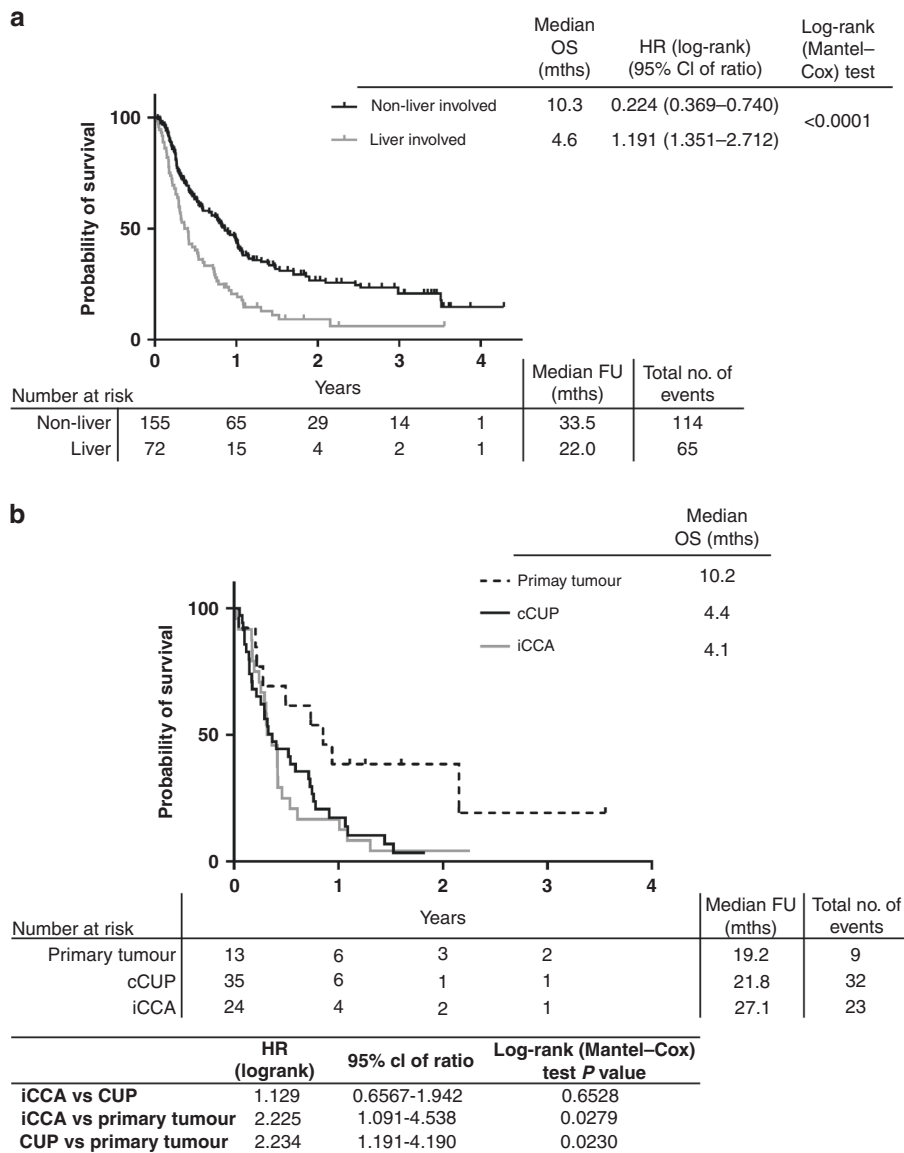 a
Median OS (mths) HR (log-rank) (95% CI of ratio) Log-rank (Mantel–Cox) test
Non-liver involved 10.3 0.224 (0.369–0.740) <0.0001
Liver involved 4.6 1.191 (1.351–2.712)
Probability of survival
100
50
0
0 1 2 3 4
Years
Number at risk Median FU (mths) Total no. of events
Non-liver 155 65 29 14 1 33.5 114
Liver 72 15 4 2 1 22.0 65
b
Median OS (mths)
Primay tumour 10.2
cCUP 4.4
iCCA 4.1
Probability of survival
100
50
0
0 1 2 3 4
Years
Number at risk Median FU (mths) Total no. of events
Primary tumour 13 6 3 2 19.2 9
cCUP 35 6 1 1 21.8 32
iCCA 24 4 2 1 27.1 23
HR (logrank) 95% cI of ratio Log-rank (Mantel–Cox) test P value
iCCA vs CUP 1.129 0.6567-1.942 0.6528
iCCA vs primary tumour 2.225 1.091-4.538 0.0279
CUP vs primary tumour 2.234 1.191-4.190 0.0230